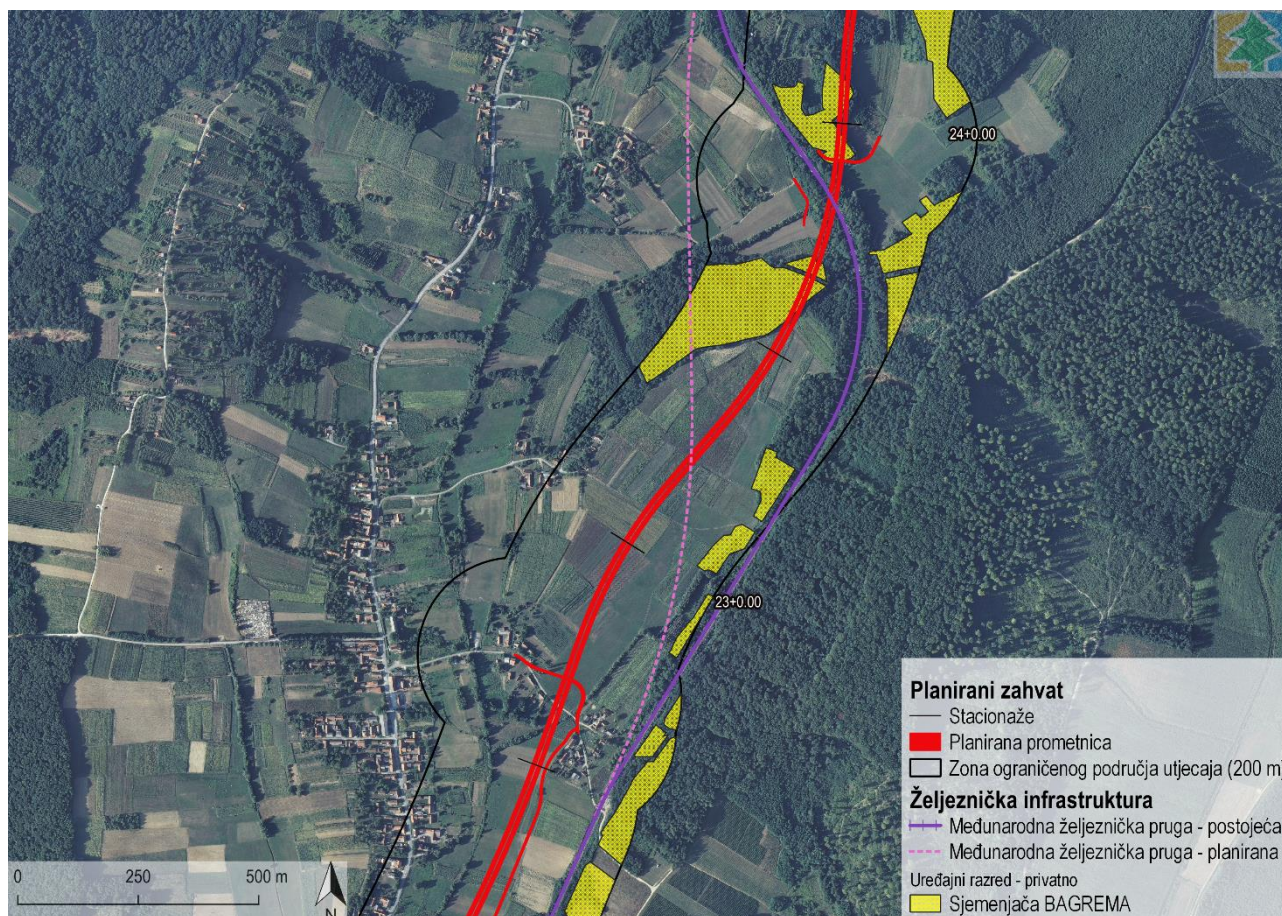 24+0.00
23+0.00
Planirani zahvat
Stacionaže
Planirana prometnica
Zona ograničenog područja utjecaja (200 m)
Željeznička infrastruktura
Međunarodna željeznička pruga - postojeća
Međunarodna željeznička pruga - planirana
Uređajni razred - privatno
Sjemenjača BAGREMA
0 250 500 m
N